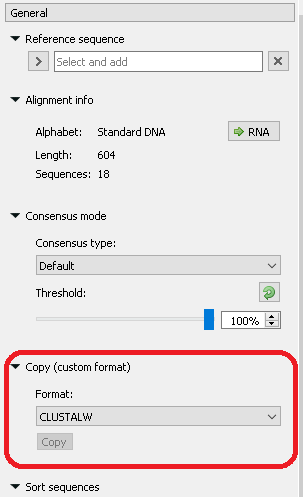 General
Reference sequence
Select and add
Alignment info
Alphabet: Standard DNA
RNA
Length: 604
Sequences: 18
Consensus mode
Consensus type:
Default
Threshold:
100%
Copy (custom format)
Format:
CLUSTALW
Copy
Sort sequences